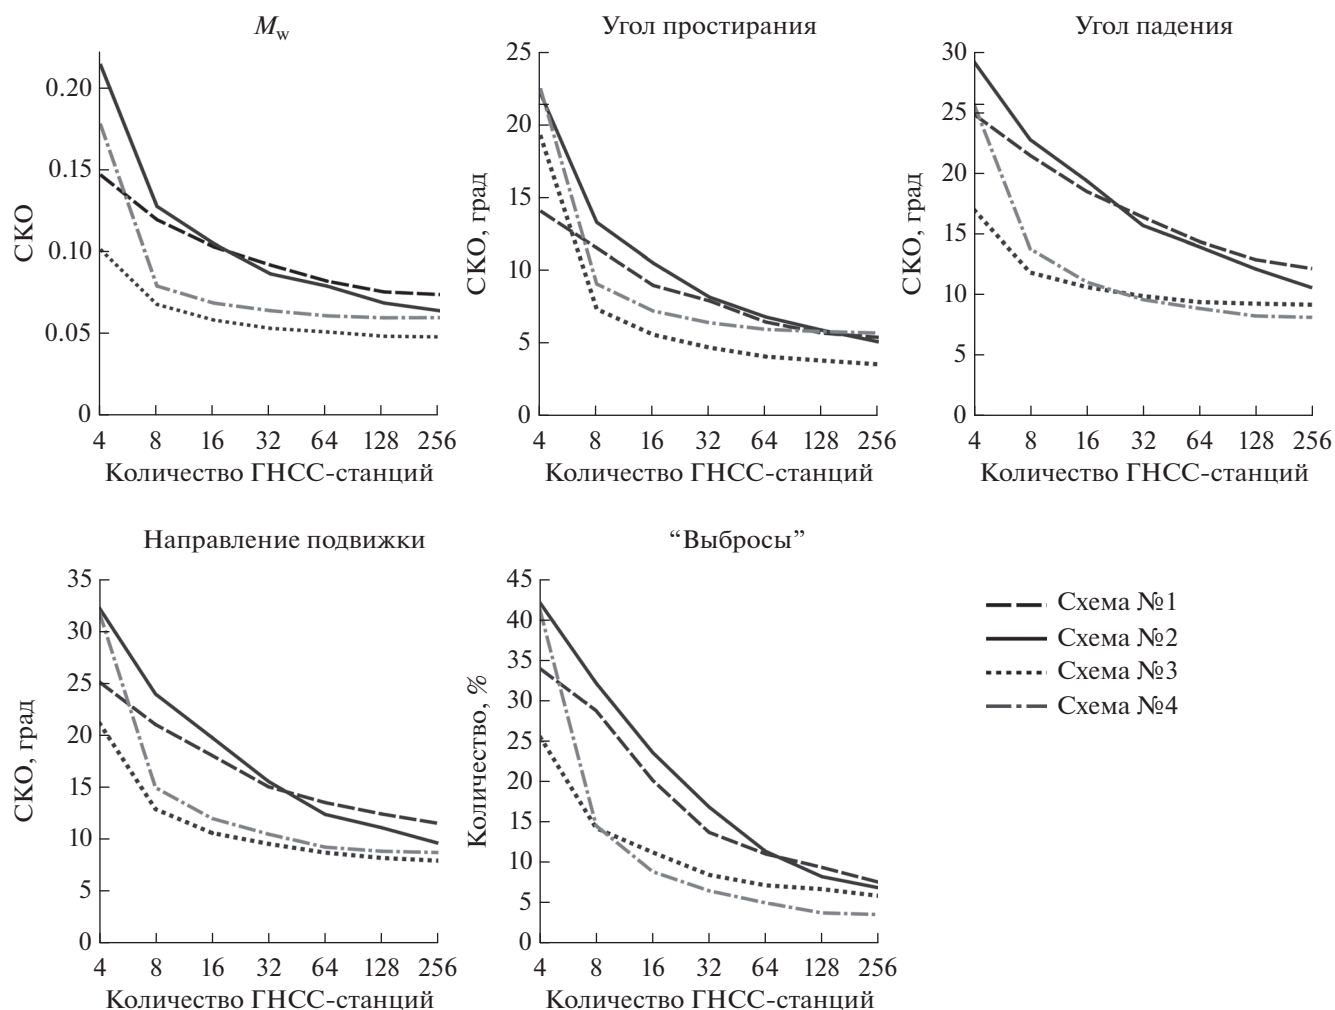 M_w
СКО
0.20
0.15
0.10
0.05
0
4 8 16 32 64 128 256
Количество ГНСС-станций
Угол простирания
СКО, град
25
20
15
10
5
0
4 8 16 32 64 128 256
Количество ГНСС-станций
Угол падения
СКО, град
30
25
20
15
10
5
0
4 8 16 32 64 128 256
Количество ГНСС-станций
Направление подвижки
СКО, град
35
30
25
20
15
10
5
0
4 8 16 32 64 128 256
Количество ГНСС-станций
“Выбросы”
Количество, %
45
40
35
30
25
20
15
10
5
0
4 8 16 32 64 128 256
Количество ГНСС-станций
Схема №1
Схема №2
Схема №3
Схема №4